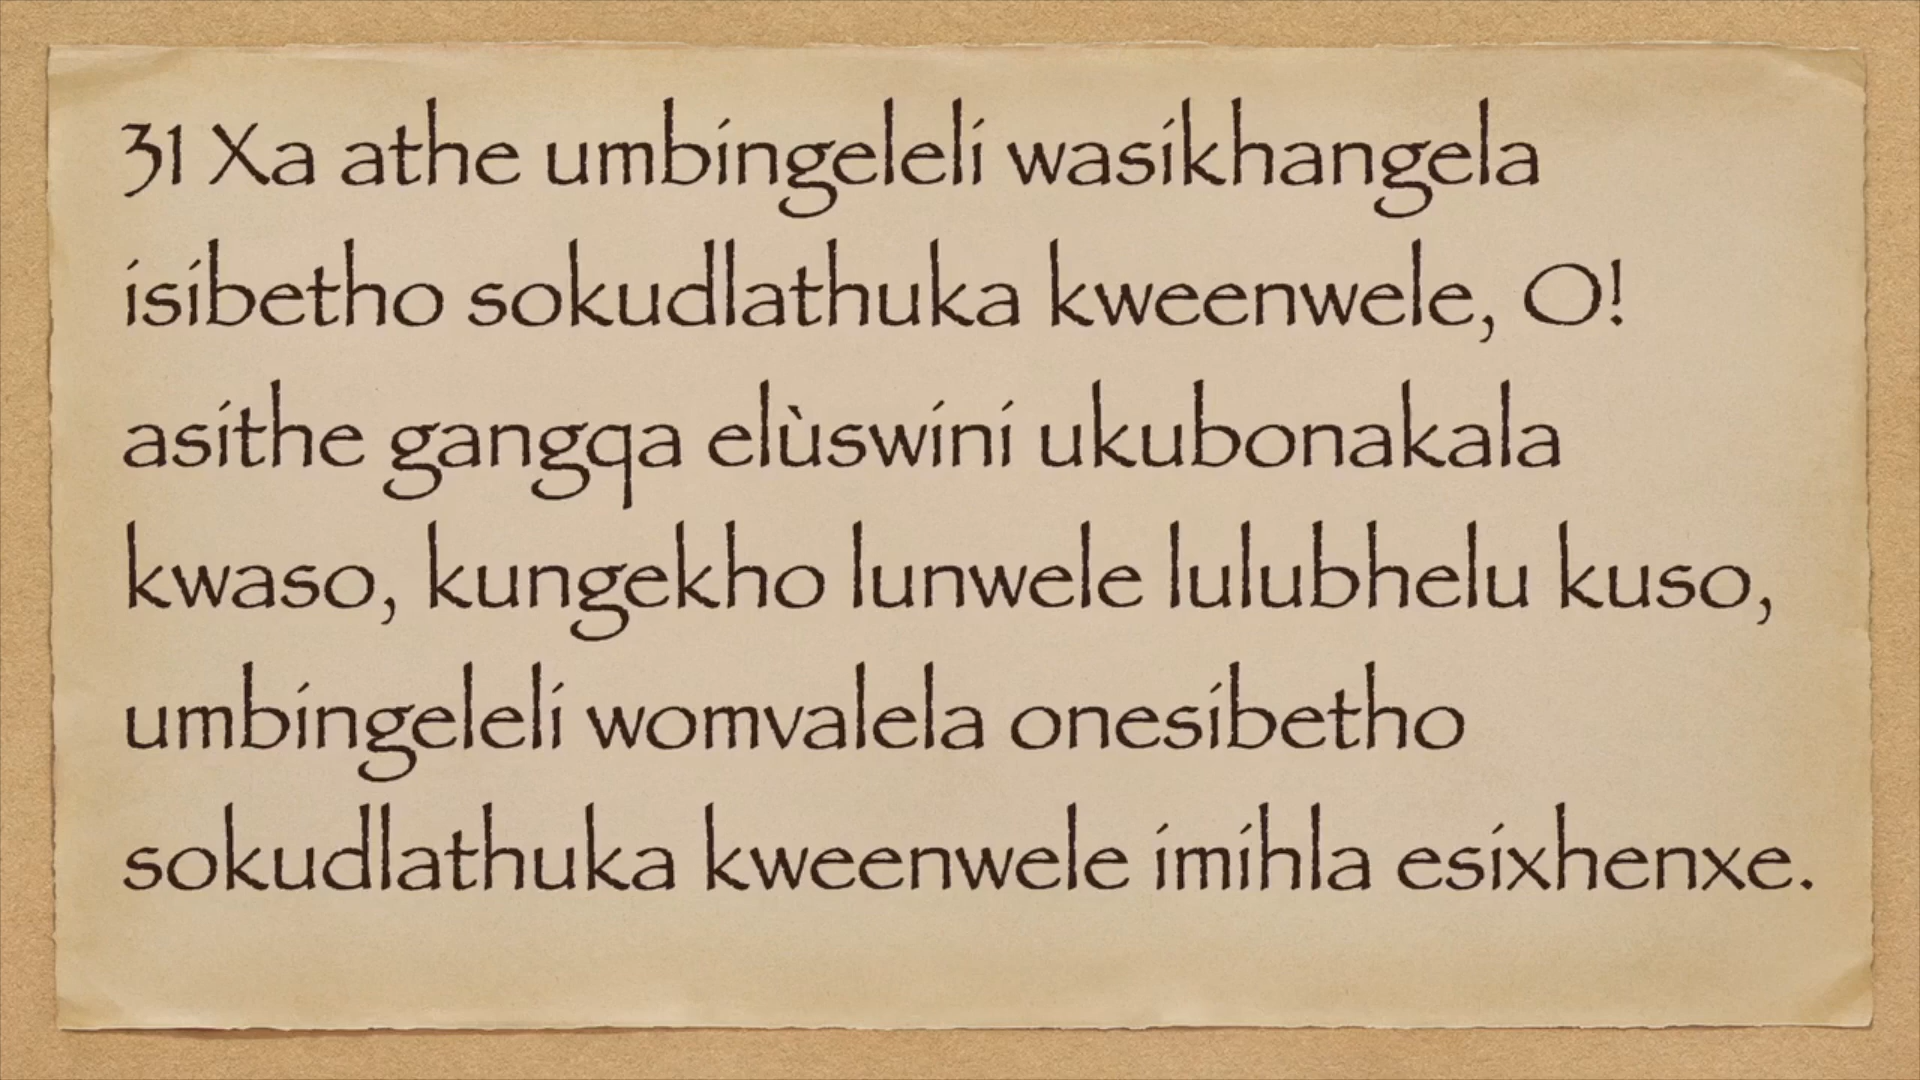 31 Xa athe umbingeleli wasikhangela
isibetho sokudlathuka kweenwele, O!
asithe gangqa elùswini ukubonakala
kwaso, kungekho lunwele lulubhelu kuso,
umbingeleli womvalela onesibetho
sokudlathuka kweenwele imihla esixhenxe.